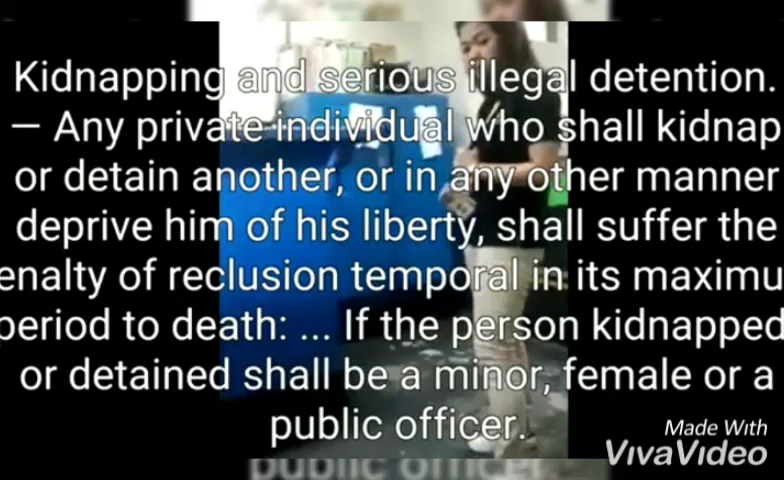 Kidnapping and serious illegal detention.
— Any private individual who shall kidnap
or detain another, or in any other manner
deprive him of his liberty, shall suffer the
enalty of reclusion temporal in its maximu
period to death: ... If the person kidnapped
or detained shall be a minor, female or a
public officer.
Made With
VivaVideo
public officer.